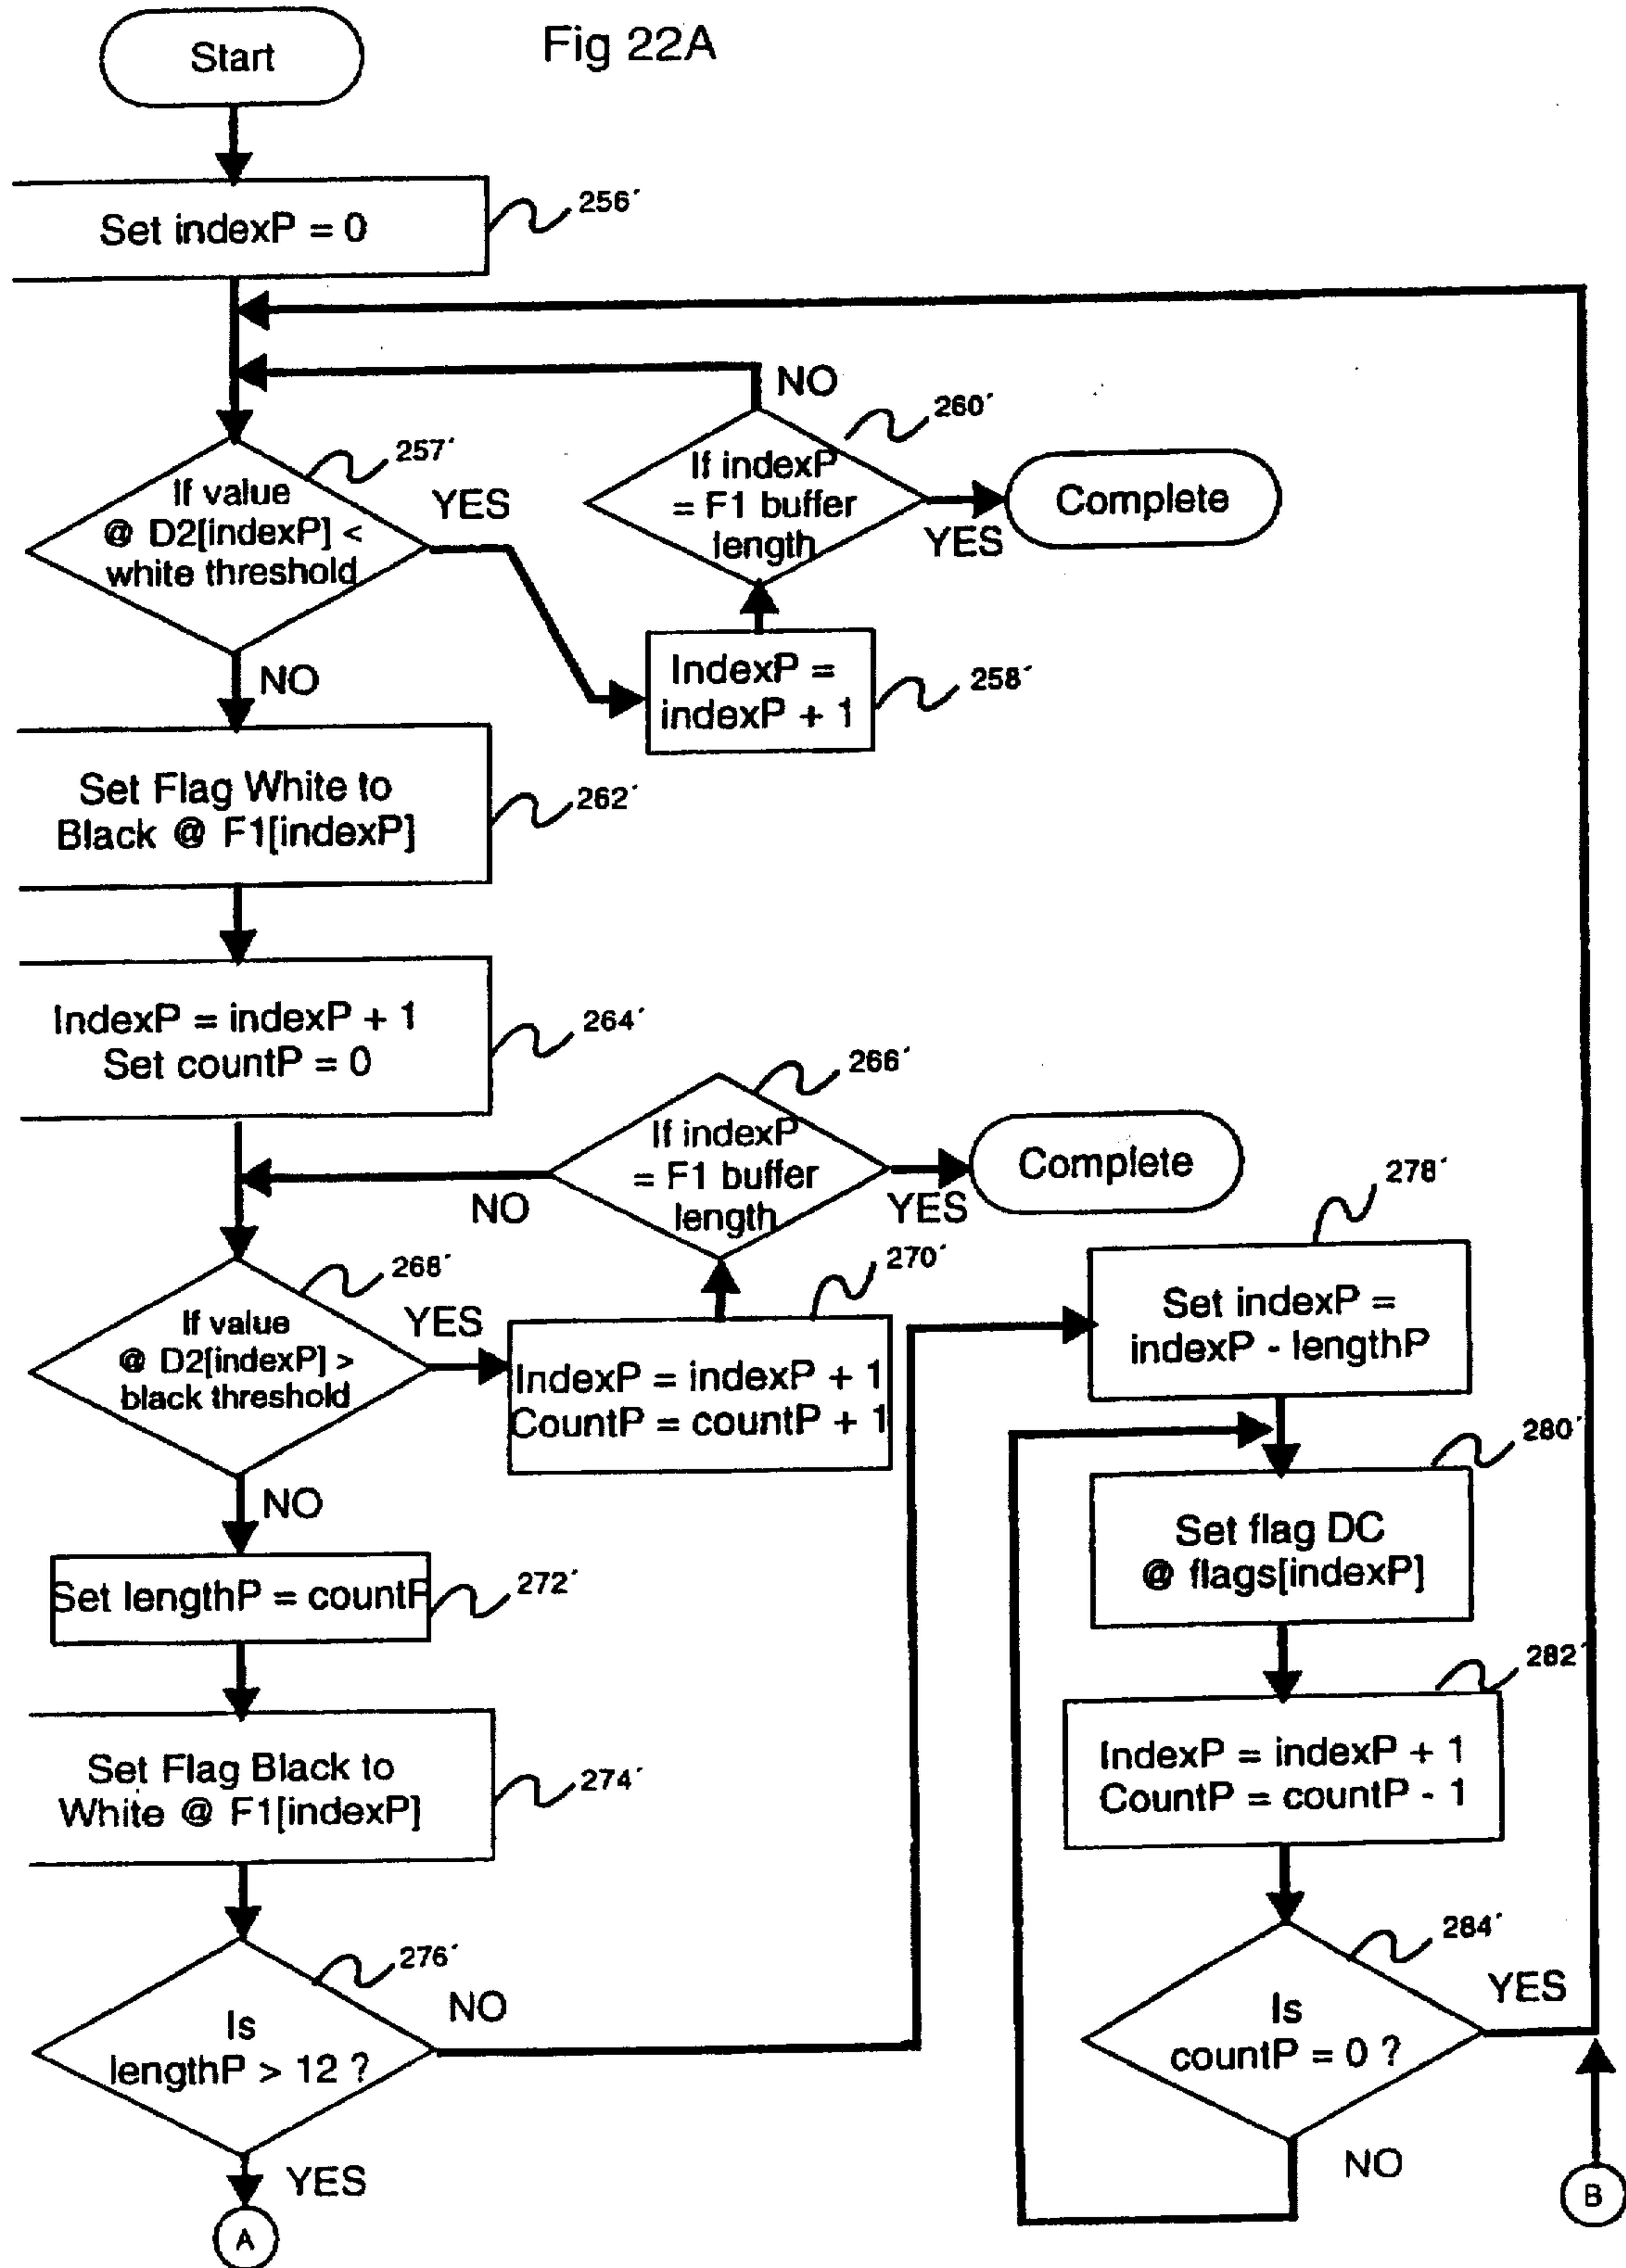 Fig 22A
Start
Set indexP = 0
256´
257´
If value
@ D2[indexP] <
white threshold
YES
NO
260´
If indexP
= F1 buffer
length
NO
YES
Complete
IndexP =
indexP + 1
258´
Set Flag White to
Black @ F1[indexP]
262´
IndexP = indexP + 1
Set countP = 0
264´
266´
If indexP
= F1 buffer
length
NO
YES
Complete
268´
If value
@ D2[indexP] >
black threshold
YES
NO
270´
IndexP = indexP + 1
CountP = countP + 1
Set lengthP = countP
272´
Set Flag Black to
White @ F1[indexP]
274´
276´
Is
lengthP > 12 ?
NO
YES
A
278´
Set indexP =
indexP - lengthP
280´
Set flag DC
@ flags[indexP]
282´
IndexP = indexP + 1
CountP = countP - 1
284´
Is
countP = 0 ?
YES
NO
B